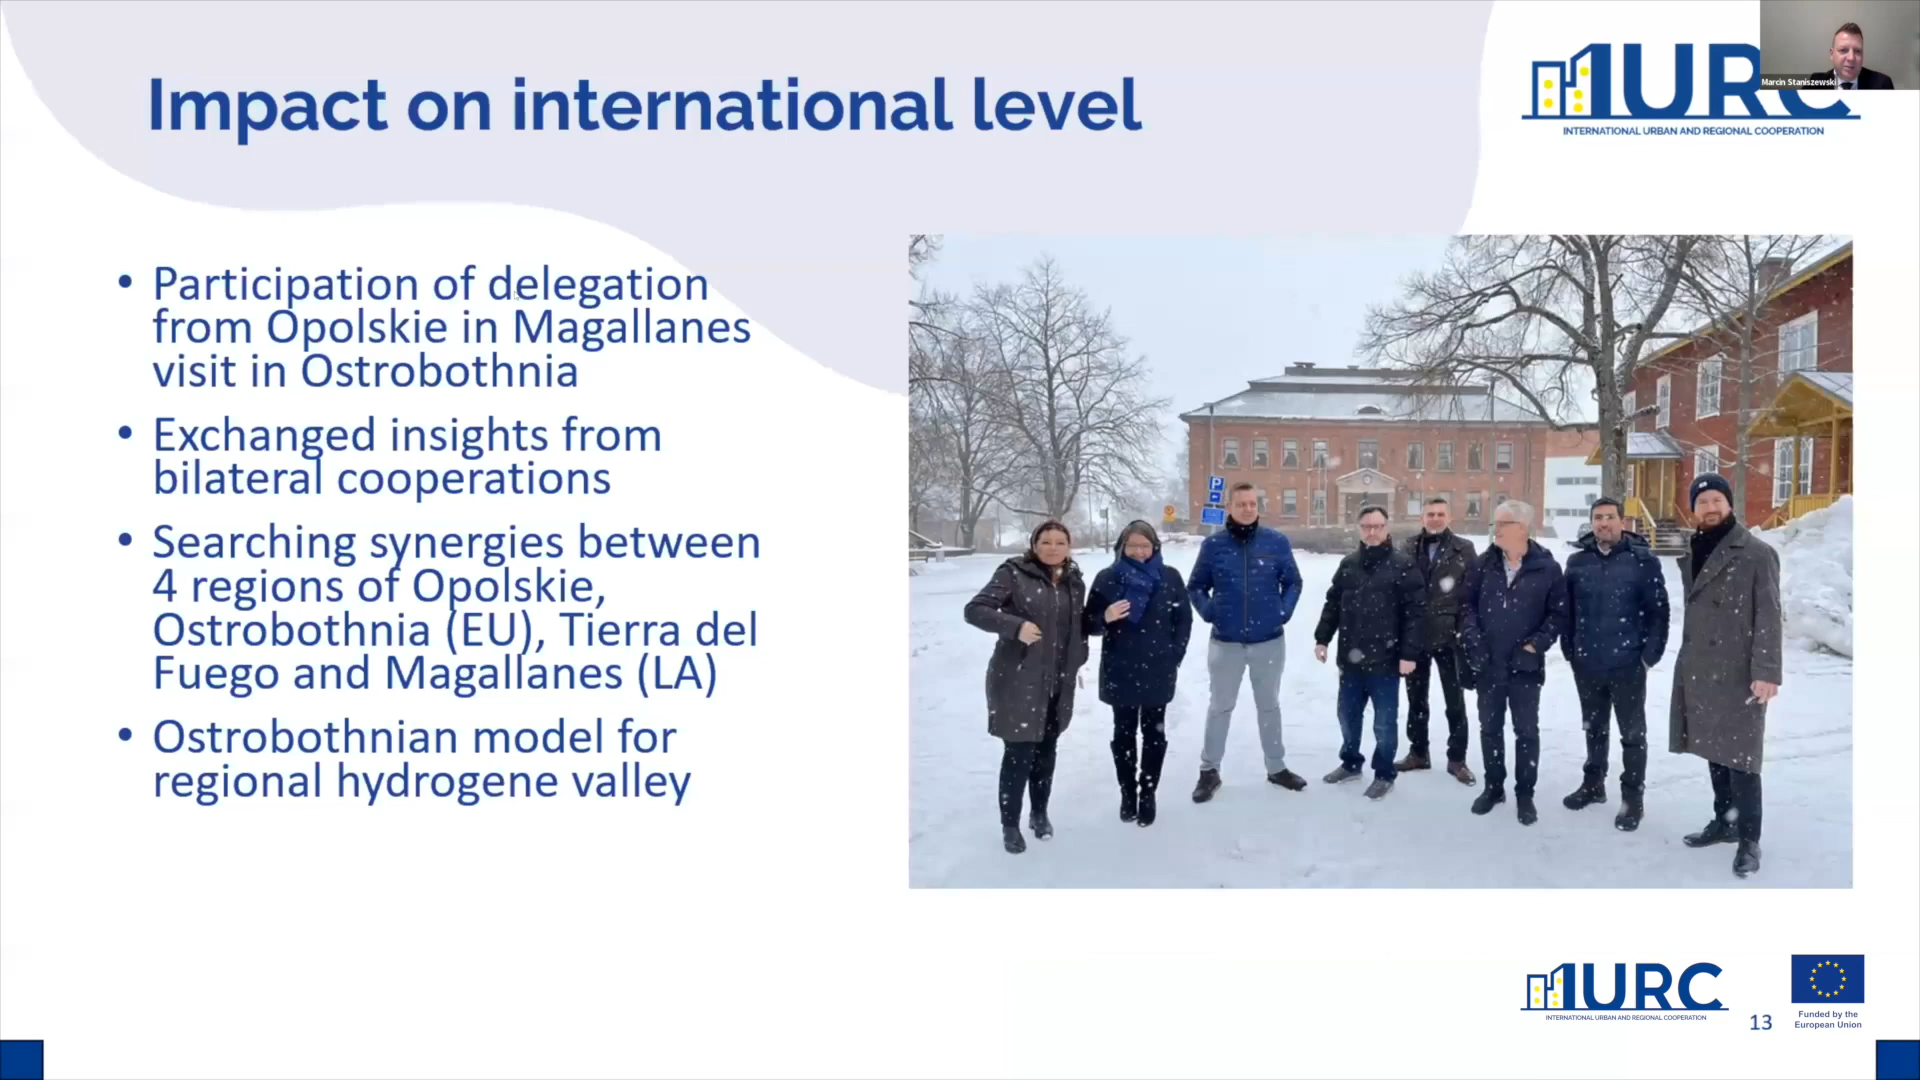 Impact on international level
IURC
INTERNATIONAL URBAN AND REGIONAL COOPERATION
Marcin Staniszewski
• Participation of delegation
from Opolskie in Magallanes
visit in Ostrobothnia
• Exchanged insights from
bilateral cooperations
• Searching synergies between
4 regions of Opolskie,
Ostrobothnia (EU), Tierra del
Fuego and Magallanes (LA)
• Ostrobothnian model for
regional hydrogene valley
P
IURC
INTERNATIONAL URBAN AND REGIONAL COOPERATION
13
Funded by the
European Union